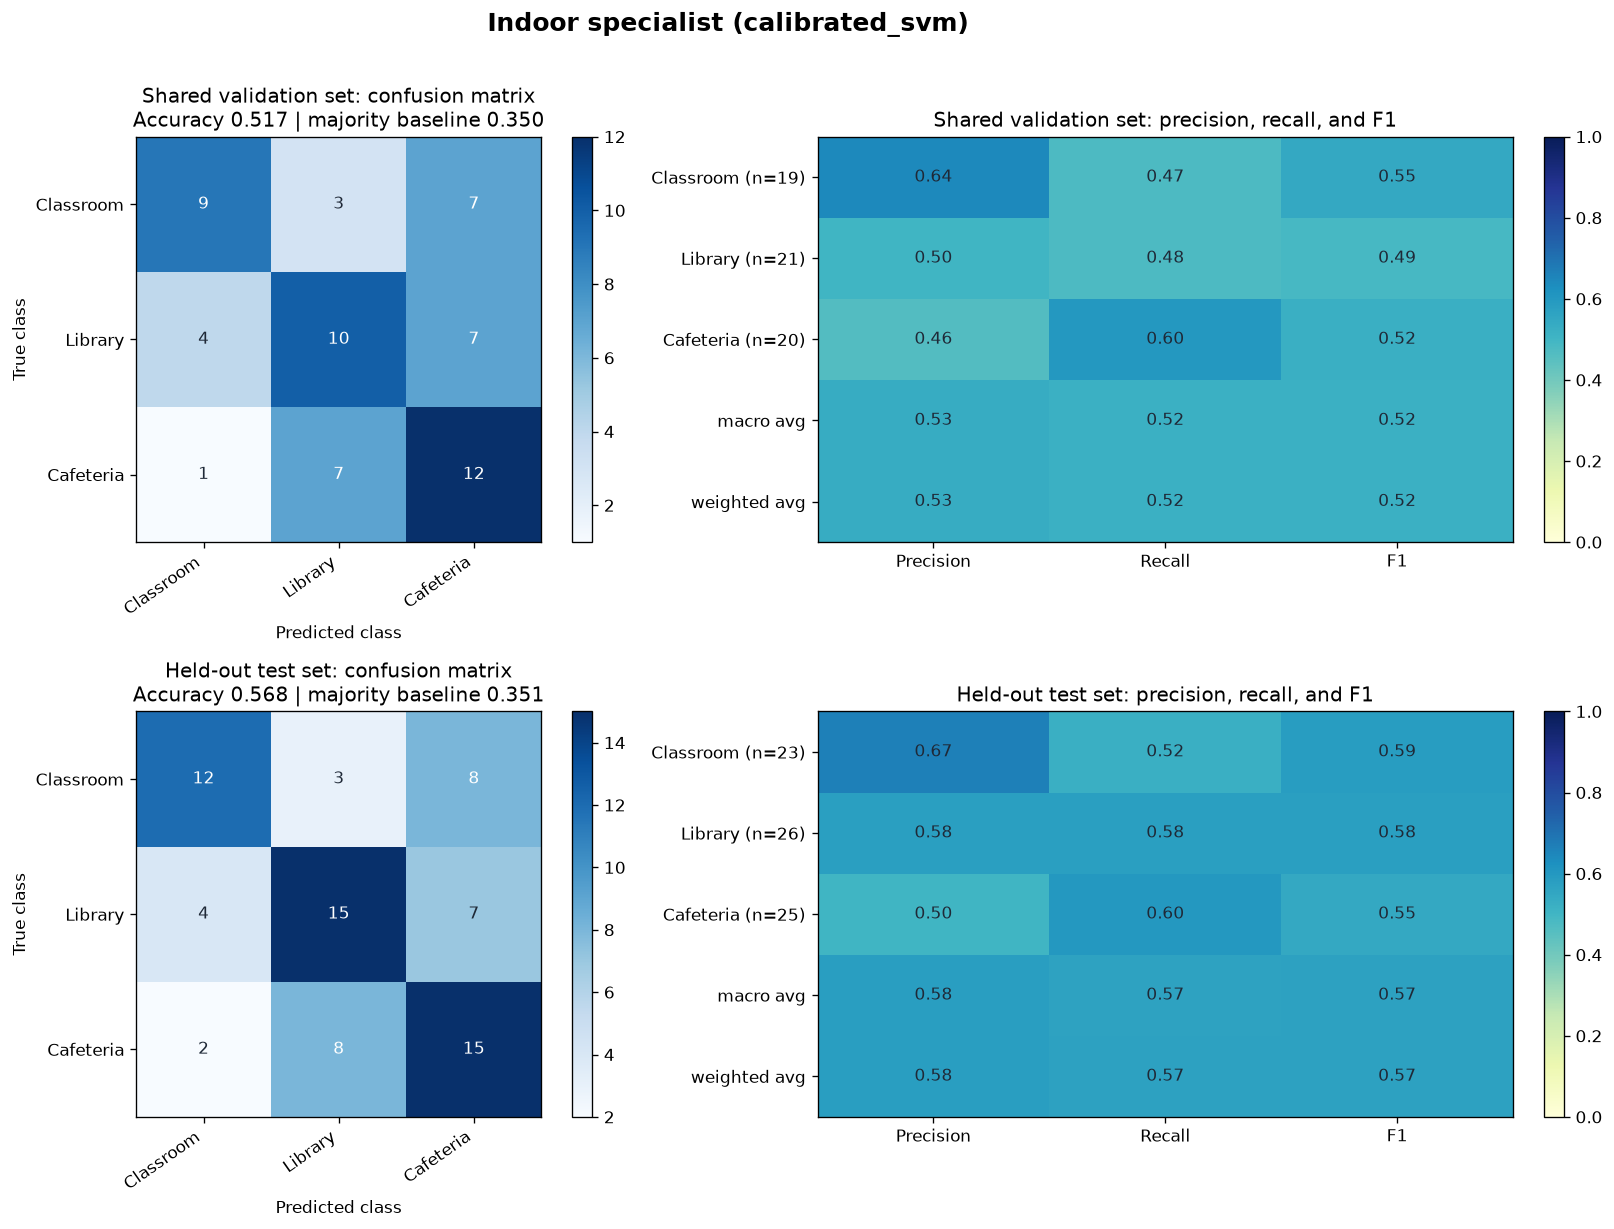 Indoor specialist (calibrated_svm)
Shared validation set: confusion matrix
Accuracy 0.517 | majority baseline 0.350
True class
Classroom
Library
Cafeteria
9 3 7
4 10 7
1 7 12
Classroom
Library
Cafeteria
Predicted class
12
10
8
6
4
2
Shared validation set: precision, recall, and F1
Classroom (n=19) 0.64 0.47 0.55
Library (n=21) 0.50 0.48 0.49
Cafeteria (n=20) 0.46 0.60 0.52
macro avg 0.53 0.52 0.52
weighted avg 0.53 0.52 0.52
Precision Recall F1
1.0
0.8
0.6
0.4
0.2
0.0
Held-out test set: confusion matrix
Accuracy 0.568 | majority baseline 0.351
True class
Classroom
Library
Cafeteria
12 3 8
4 15 7
2 8 15
Classroom
Library
Cafeteria
Predicted class
14
12
10
8
6
4
2
Held-out test set: precision, recall, and F1
Classroom (n=23) 0.67 0.52 0.59
Library (n=26) 0.58 0.58 0.58
Cafeteria (n=25) 0.50 0.60 0.55
macro avg 0.58 0.57 0.57
weighted avg 0.58 0.57 0.57
Precision Recall F1
1.0
0.8
0.6
0.4
0.2
0.0